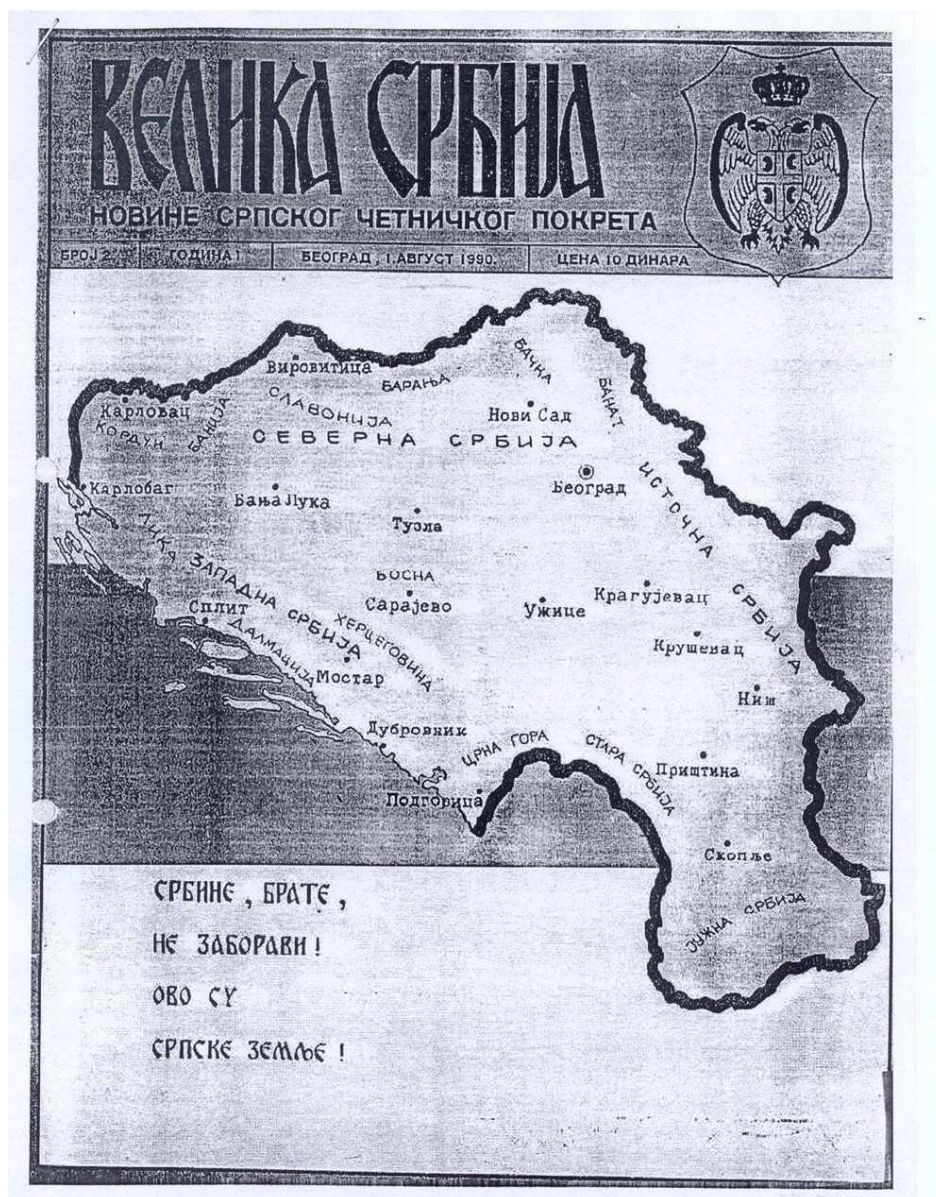 ВЕЛИКА СРБИЈА
НОВИНЕ СРПСКОГ ЧЕТНИЧКОГ ПОКРЕТА
БРОЈ 2. ГОДИНА I БЕОГРАД, 1. АВГУСТ 1990. ЦЕНА 10 ДИНАРА
Вировитица
БАРАЊА
БАЧКА
БАНАТ
Карловац
КОРДУН
БАНИЈА
СЛАВОНИЈА
Нови Сад
СЕВЕРНА СРБИЈА
Карлобаг
Бања Лука
Београд
ИСТОЧНА СРБИЈА
Тузла
ЛИКА
ЗАПАДНА СРБИЈА
БОСНА
Сарајево
Ужице
Крагујевац
Сплит
ДАЛМАЦИЈА
ХЕРЦЕГОВИНА
Крушевац
Мостар
Ниш
Дубровник
ЦРНА ГОРА
СТАРА СРБИЈА
Приштина
Подгорица
Скопље
ЈУЖНА СРБИЈА
СРБИНЕ, БРАТЕ,
НЕ ЗАБОРАВИ!
ОВО СУ
СРПСКЕ ЗЕМЉЕ!